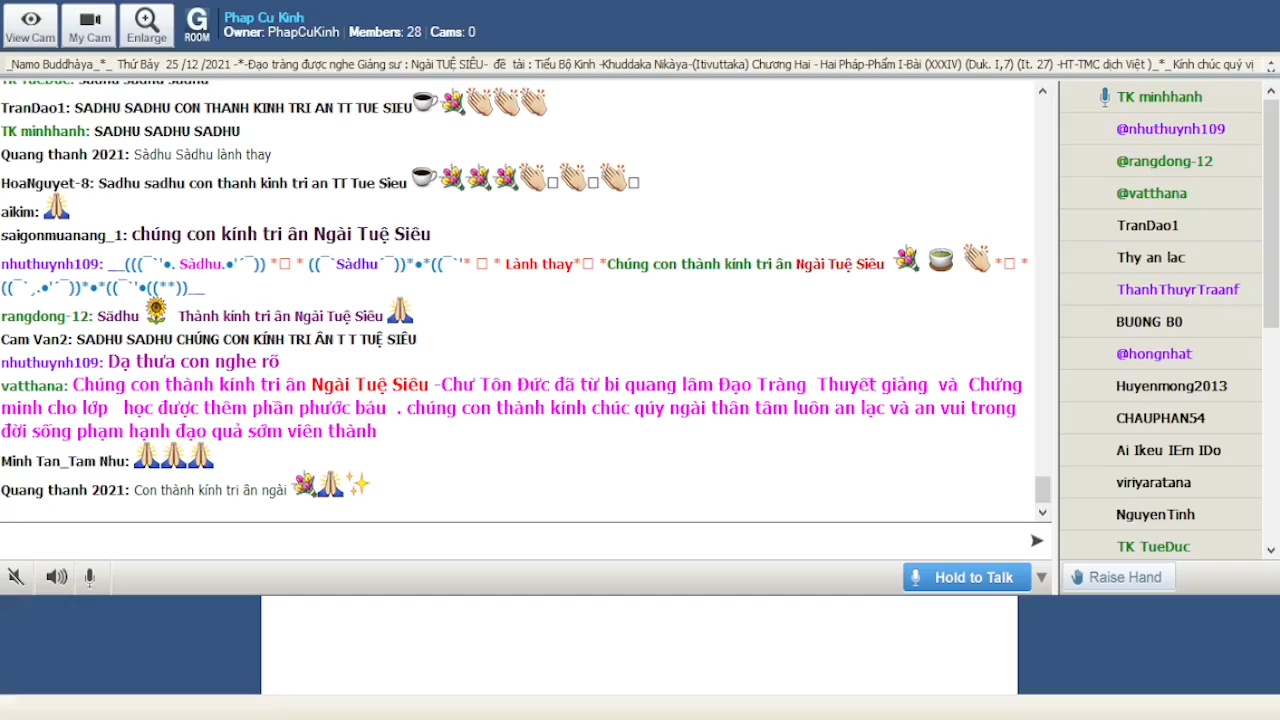 View Cam
My Cam
Enlarge
G
ROOM
Phap Cu Kinh
Owner: PhapCuKinh | Members: 28 | Cams: 0
_Namo Buddhàya_*_ Thứ Bảy 25 /12 /2021 -*-Đạo tràng được nghe Giảng sư : Ngài TUỆ SIÊU- đề tài : Tiểu Bộ Kinh -Khuddaka Nikàya-(Itivuttaka) Chương Hai - Hai Pháp-Phẩm I-Bài (XXXIV) (Duk. I,7) (It. 27) -HT-TMC dịch Việt )_*_Kính chúc quý vị
TranDao1: SADHU SADHU CON THANH KINH TRI AN TT TUE SIEU
TK minhhanh: SADHU SADHU SADHU
Quang thanh 2021: Sàdhu Sàdhu lành thay
HoaNguyet-8: Sadhu sadhu con thanh kinh tri an TT Tue Sieu
aikim:
saigonmuanang_1: chúng con kính tri ân Ngài Tuệ Siêu
nhuthuynh109: __(((¯`'•. Sàdhu.•'´¯)) *□ * ((¯`Sàdhu´¯))*•*((¯`'* □ * Lành thay*□ *Chúng con thành kính tri ân Ngài Tuệ Siêu *□ *
((¯`¸.•'´¯))*•*((¯`'•((**))__
rangdong-12: Sādhu Thành kính tri ân Ngài Tuệ Siêu
Cam Van2: SADHU SADHU CHÚNG CON KÍNH TRI ÂN T T TUỆ SIÊU
nhuthuynh109: Dạ thưa con nghe rõ
vatthana: Chúng con thành kính tri ân Ngài Tuệ Siêu -Chư Tôn Đức đã từ bi quang lâm Đạo Tràng Thuyết giảng và Chứng
minh cho lớp học được thêm phần phước báu . chúng con thành kính chúc qúy ngài thân tâm luôn an lạc và an vui trong
đời sống phạm hạnh đạo quả sớm viên thành
Minh Tan_Tam Nhu:
Quang thanh 2021: Con thành kính tri ân ngài
Hold to Talk
TK minhhanh
@nhuthuynh109
@rangdong-12
@vatthana
TranDao1
Thy an lac
ThanhThuyrTraanf
BU0NG B0
@hongnhat
Huyenmong2013
CHAUPHAN54
Ai Ikeu IEm IDo
viriyaratana
NguyenTinh
TK TueDuc
Raise Hand